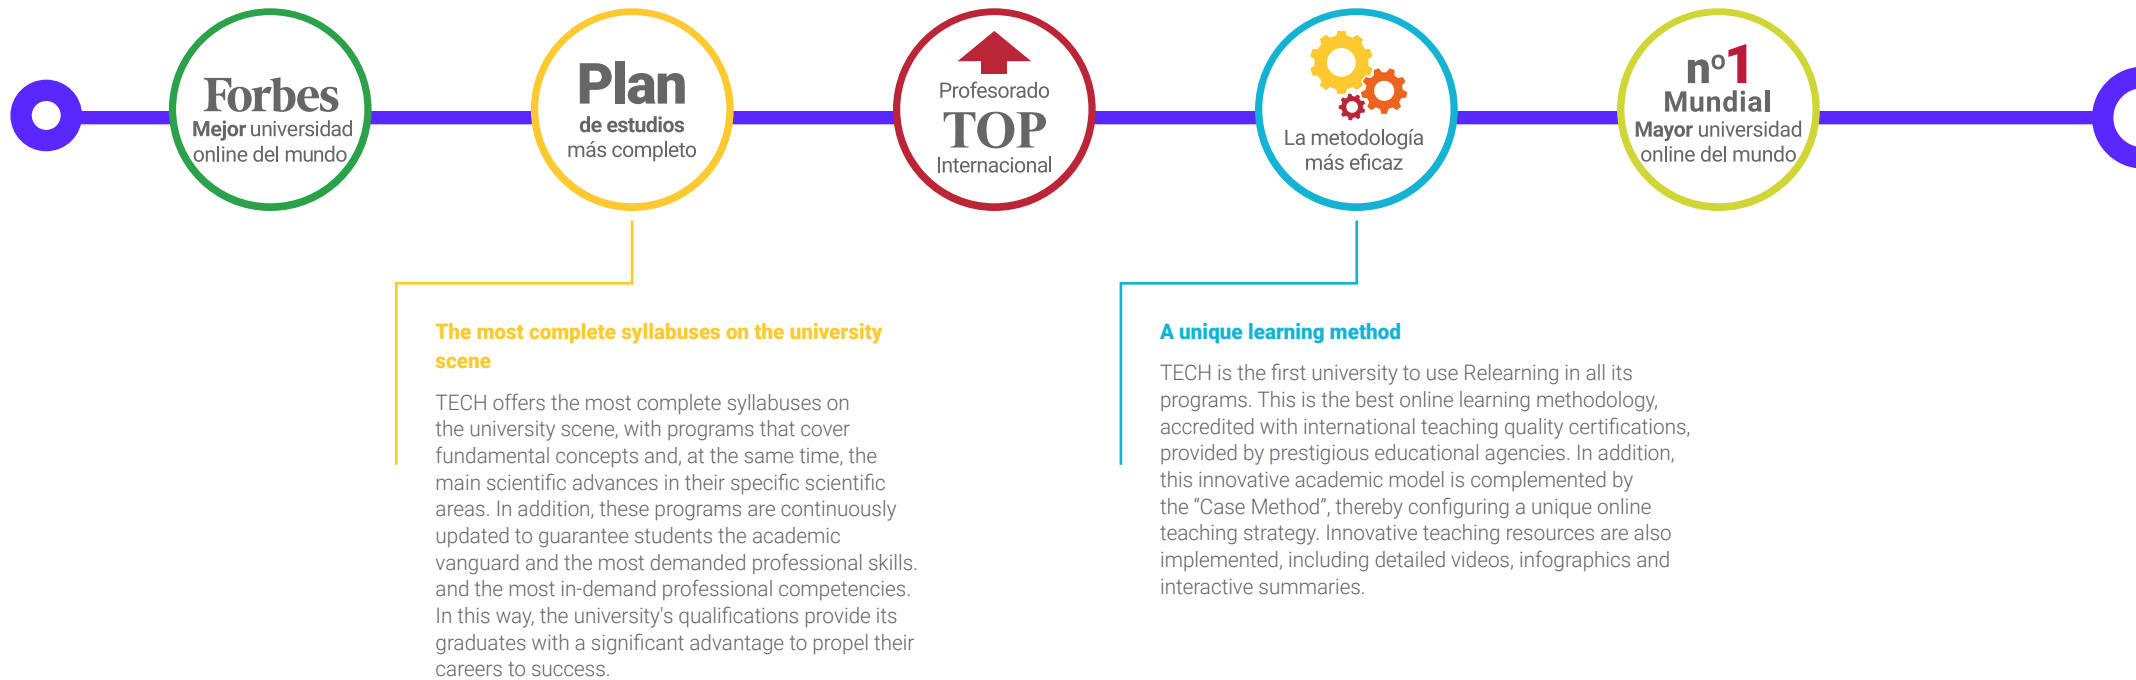 Forbes
Mejor universidad
online del mundo
Plan
de estudios
más completo
Profesorado
TOP
Internacional
La metodología
más eficaz
nº1
Mundial
Mayor universidad
online del mundo
The most complete syllabuses on the university
scene
TECH offers the most complete syllabuses on
the university scene, with programs that cover
fundamental concepts and, at the same time, the
main scientific advances in their specific scientific
areas. In addition, these programs are continuously
updated to guarantee students the academic
vanguard and the most demanded professional skills.
and the most in-demand professional competencies.
In this way, the university's qualifications provide its
graduates with a significant advantage to propel their
careers to success.
A unique learning method
TECH is the first university to use Relearning in all its
programs. This is the best online learning methodology,
accredited with international teaching quality certifications,
provided by prestigious educational agencies. In addition,
this innovative academic model is complemented by
the “Case Method”, thereby configuring a unique online
teaching strategy. Innovative teaching resources are also
implemented, including detailed videos, infographics and
interactive summaries.